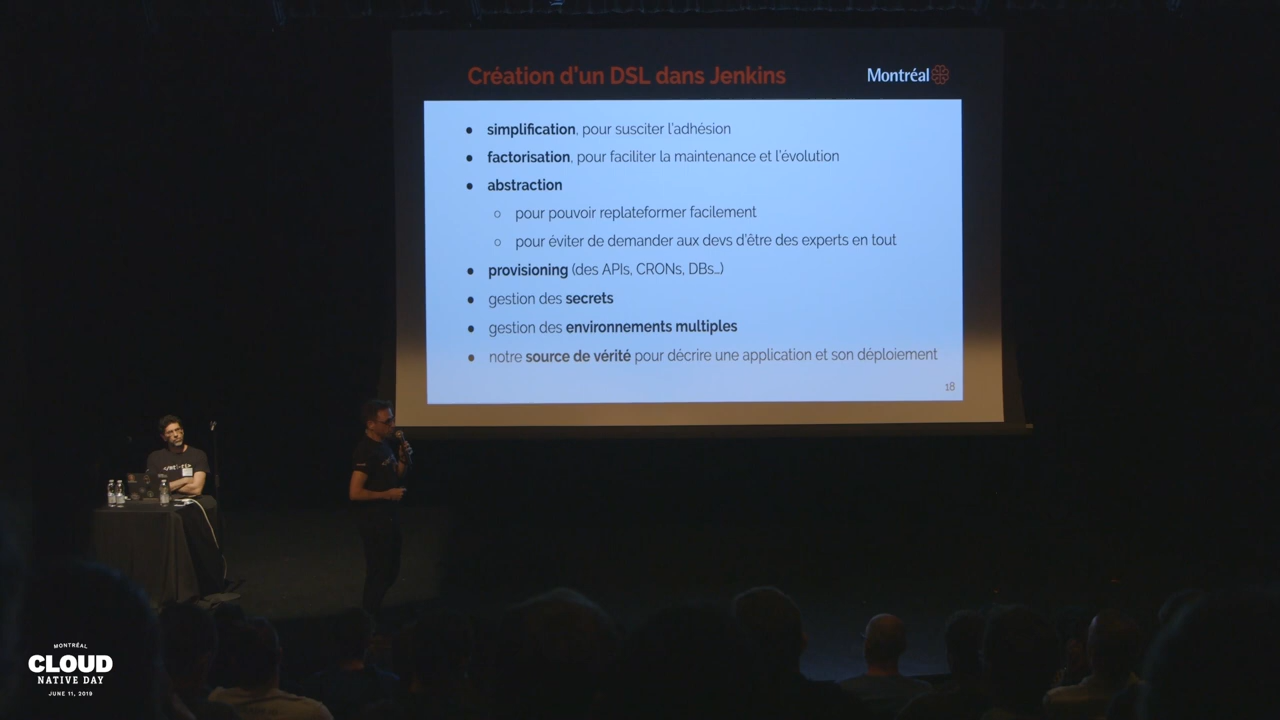 Création d'un DSL dans Jenkins
Montréal
● simplification, pour susciter l'adhésion
● factorisation, pour faciliter la maintenance et l'évolution
● abstraction
○ pour pouvoir replateformer facilement
○ pour éviter de demander aux devs d'être des experts en tout
● provisioning (des APIs, CRONs, DBs…)
● gestion des secrets
● gestion des environnements multiples
● notre source de vérité pour décrire une application et son déploiement
18
MONTRÉAL
CLOUD
NATIVE DAY
JUNE 11, 2019